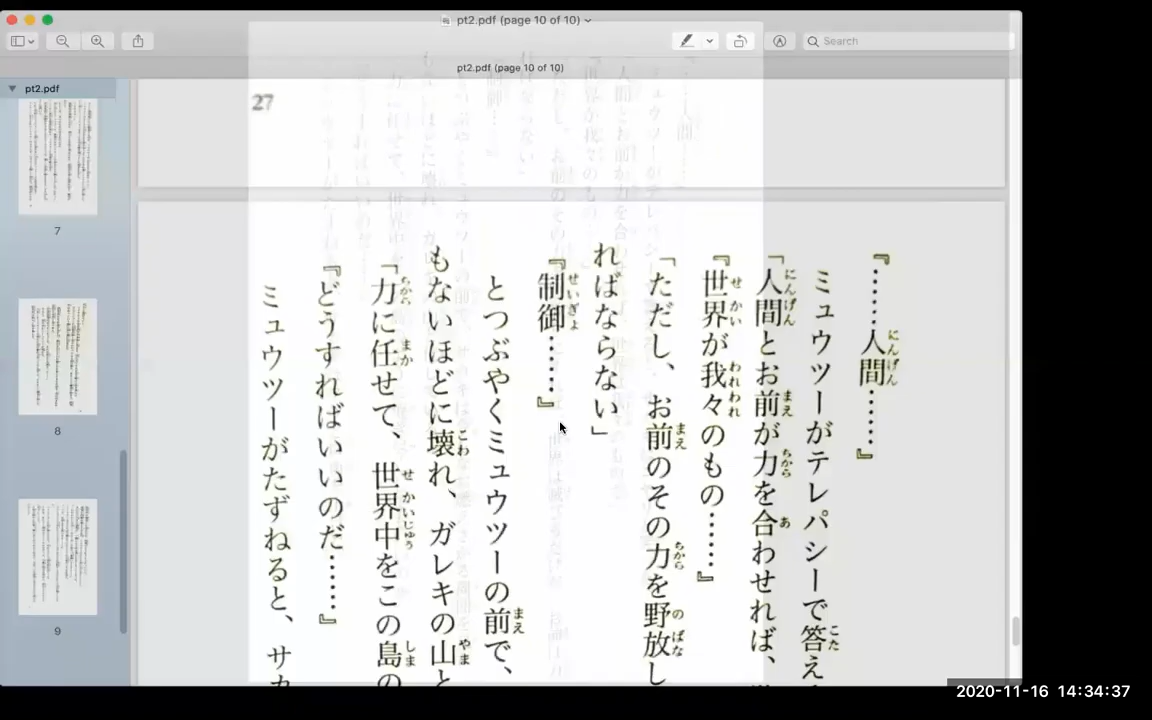 pt2.pdf (page 10 of 10)
Search
pt2.pdf (page 10 of 10)
pt2.pdf
7
8
9
27
『……人間……』
ミュウツーがテレパシーで答え
「人間とお前が力を合わせれば、
『世界が我々のもの……』
「ただし、お前のその力を野放し
ればならない」
『制御……』
とつぶやくミュウツーの前で、
もないほどに壊れ、ガレキの山と
「力に任せて、世界中をこの島の
『どうすればいいのだ……』
ミュウツーがたずねると、サカ
2020-11-16 14:34:37